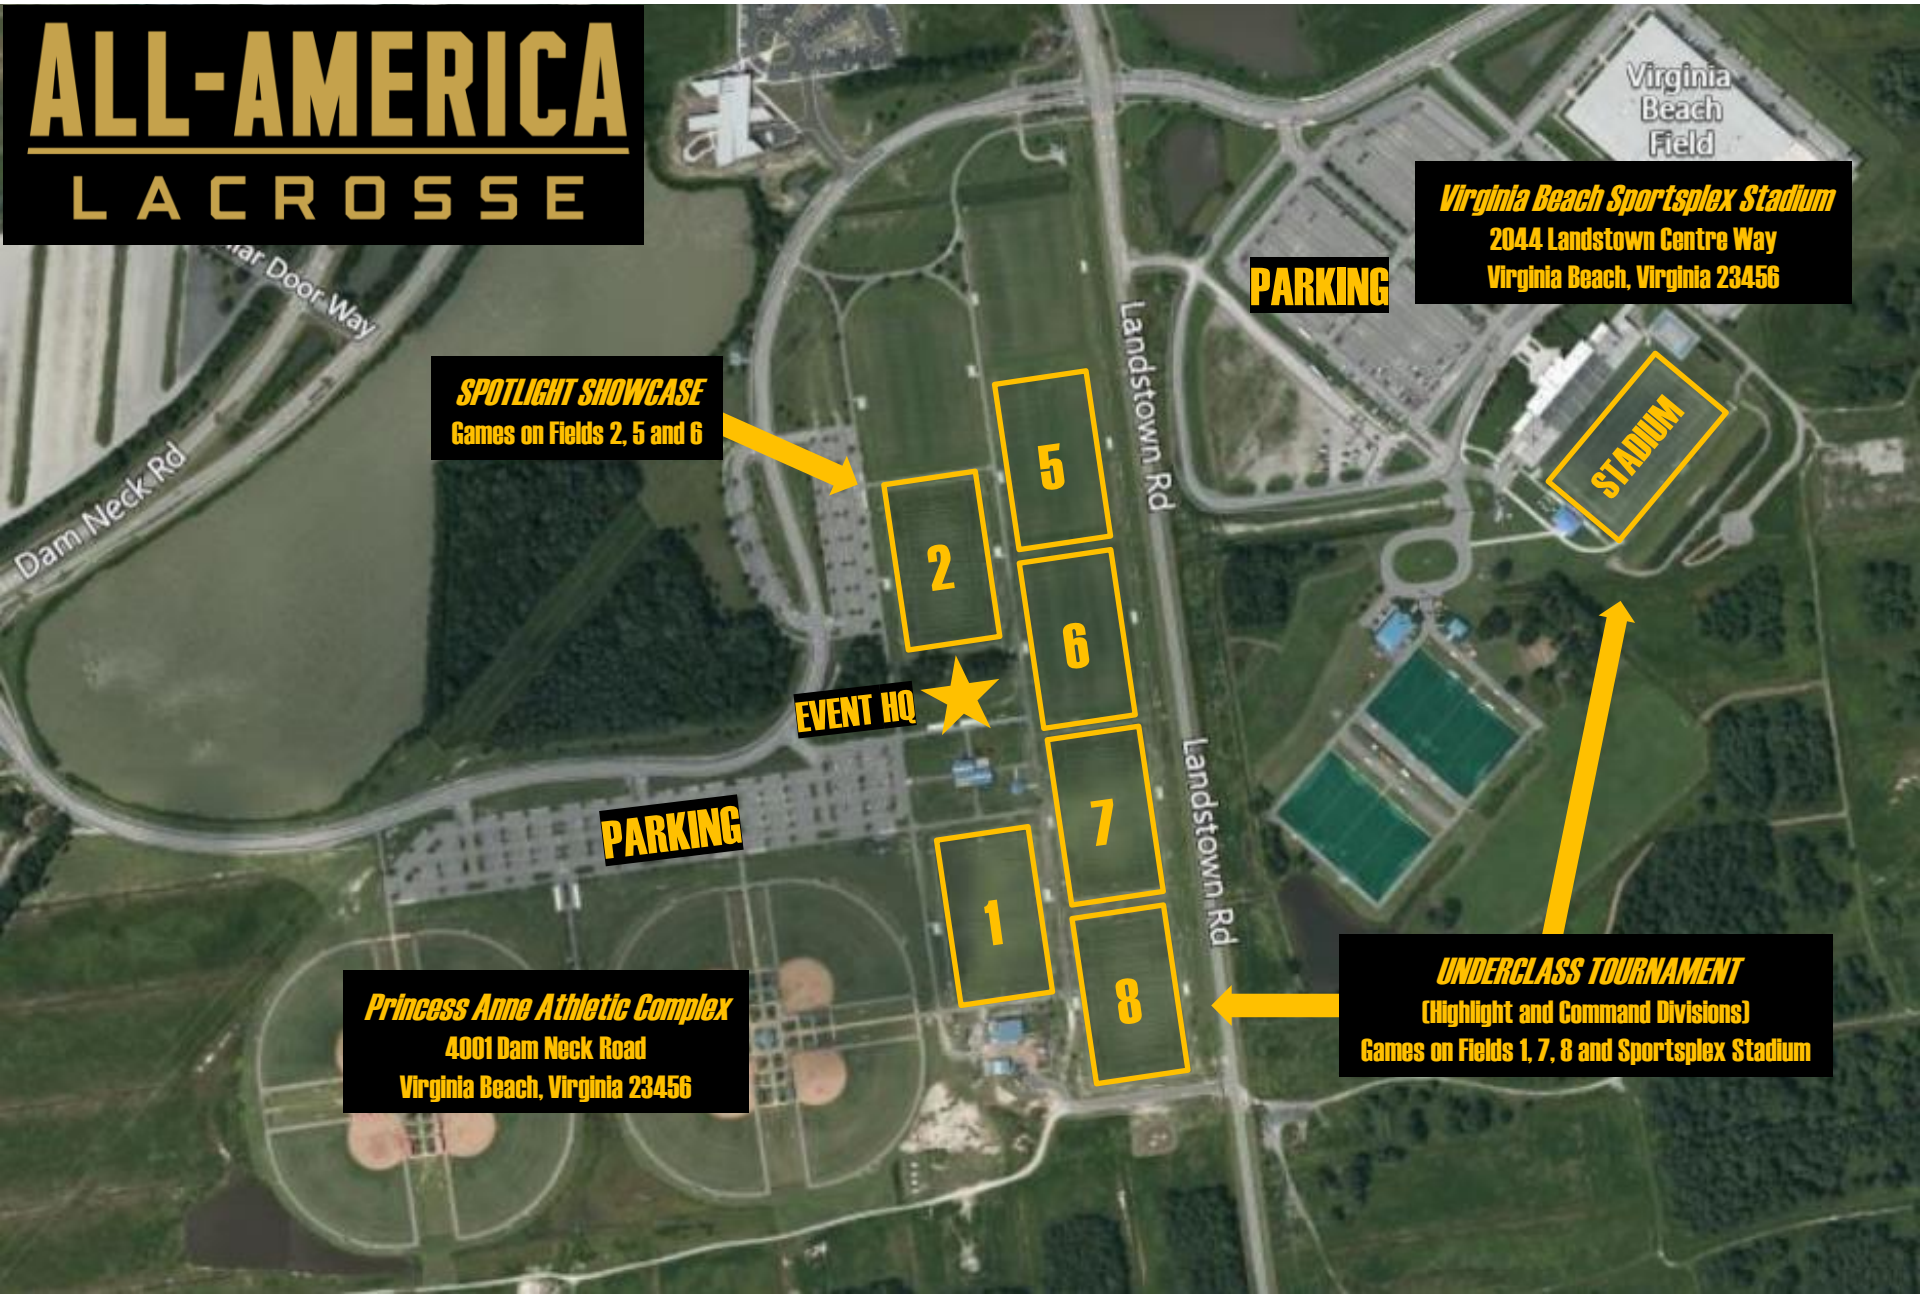 ALL-AMERICA
LACROSSE
Virginia
Beach
Field
Virginia Beach Sportsplex Stadium
2044 Landstown Centre Way
Virginia Beach, Virginia 23456
Door Way
PARKING
Landstown Rd
SPOTLIGHT SHOWCASE
Games on Fields 2, 5 and 6
STADIUM
Dam Neck Rd
5
2
6
EVENT HQ
Landstown Rd
PARKING
7
1
8
UNDERCLASS TOURNAMENT
(Highlight and Command Divisions)
Games on Fields 1, 7, 8 and Sportsplex Stadium
Princess Anne Athletic Complex
4001 Dam Neck Road
Virginia Beach, Virginia 23456